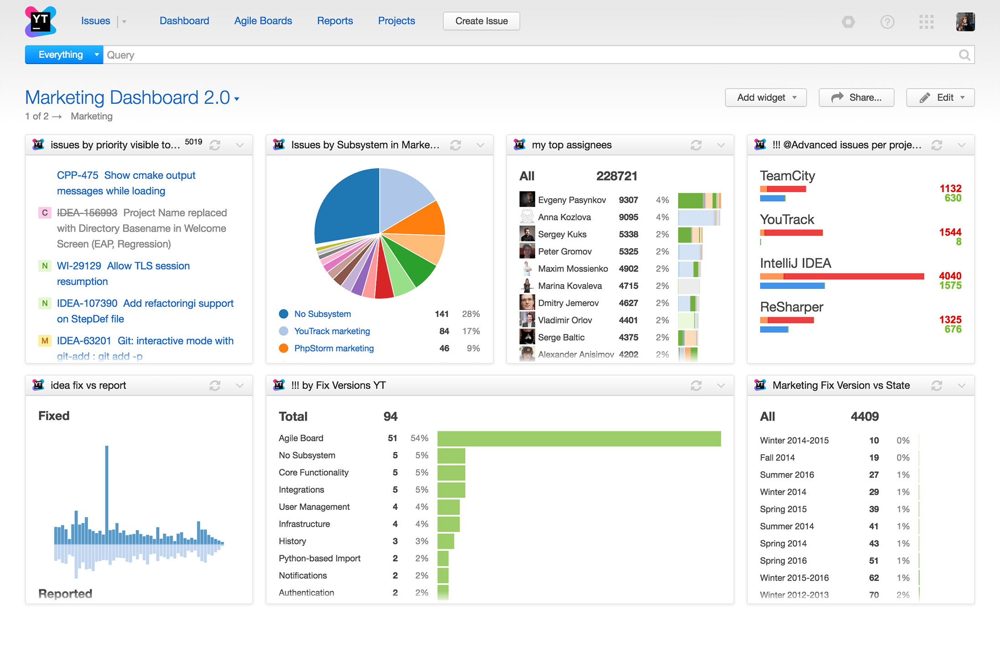 YT
Issues
Dashboard
Agile Boards
Reports
Projects
Create Issue
?
Everything
Query
Marketing Dashboard 2.0
Add widget
Share...
Edit
1 of 2 → Marketing
YT issues by priority visible to... 5019
CPP-475 Show cmake output
messages while loading
C IDEA-156993 Project Name replaced
with Directory Basename in Welcome
Screen (EAP, Regression)
N WI-29129 Allow TLS session
resumption
N IDEA-107390 Add refactoringi support
on StepDef file
M IDEA-63201 Git: interactive mode with
git-add : git add -p
YT Issues by Subsystem in Marke...
No Subsystem 141 28%
YouTrack marketing 84 17%
PhpStorm marketing 46 9%
YT my top assignees
All 228721
Evgeny Pasynkov 9307 4%
Anna Kozlova 9095 4%
Sergey Kuks 5338 2%
Peter Gromov 5325 2%
Maxim Mossienko 4902 2%
Marina Kovaleva 4715 2%
Dmitry Jemerov 4627 2%
Vladimir Orlov 4401 2%
Serge Baltic 4375 2%
Alexander Anisimov 4202 2%
YT !!! @Advanced issues per proje...
TeamCity
1132
630
YouTrack
1544
8
IntelliJ IDEA
4040
1575
ReSharper
1325
676
YT idea fix vs report
Fixed
Reported
YT !!! by Fix Versions YT
Total 94
Agile Board 51 54%
No Subsystem 5 5%
Core Functionality 5 5%
Integrations 5 5%
User Management 4 4%
Infrastructure 4 4%
History 3 3%
Python-based Import 2 2%
Notifications 2 2%
Authentication 2 2%
YT Marketing Fix Version vs State
All 4409
Winter 2014-2015 10 0%
Fall 2014 19 0%
Summer 2016 27 1%
Winter 2014 29 1%
Spring 2015 39 1%
Summer 2014 41 1%
Spring 2014 43 1%
Spring 2016 51 1%
Winter 2015-2016 62 1%
Winter 2012-2013 70 2%